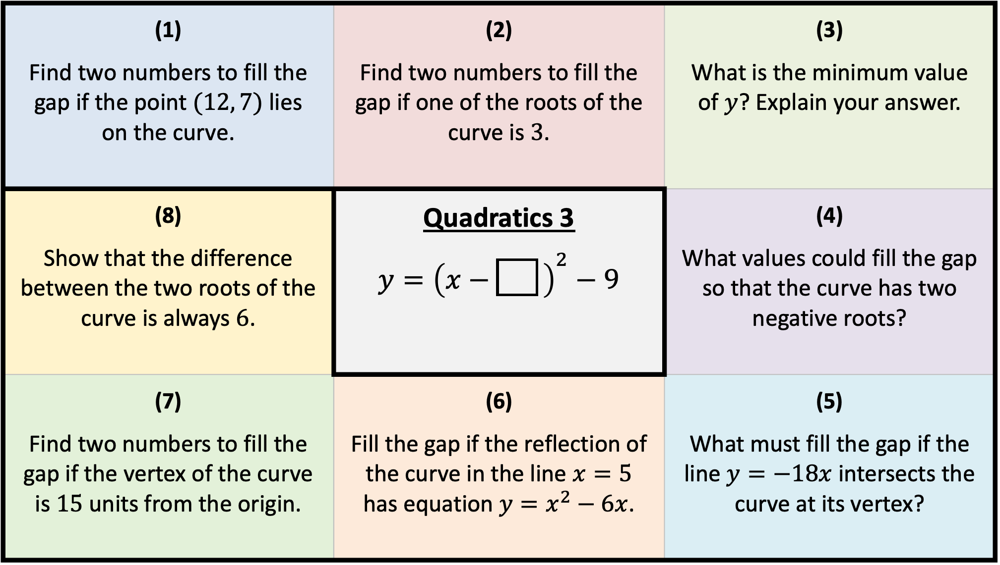 (1)
Find two numbers to fill the
gap if the point (12, 7) lies
on the curve.
(2)
Find two numbers to fill the
gap if one of the roots of the
curve is 3.
(3)
What is the minimum value
of y? Explain your answer.
(8)
Show that the difference
between the two roots of the
curve is always 6.
Quadratics 3
y = (x − □)² − 9
(4)
What values could fill the gap
so that the curve has two
negative roots?
(7)
Find two numbers to fill the
gap if the vertex of the curve
is 15 units from the origin.
(6)
Fill the gap if the reflection of
the curve in the line x = 5
has equation y = x² − 6x.
(5)
What must fill the gap if the
line y = −18x intersects the
curve at its vertex?